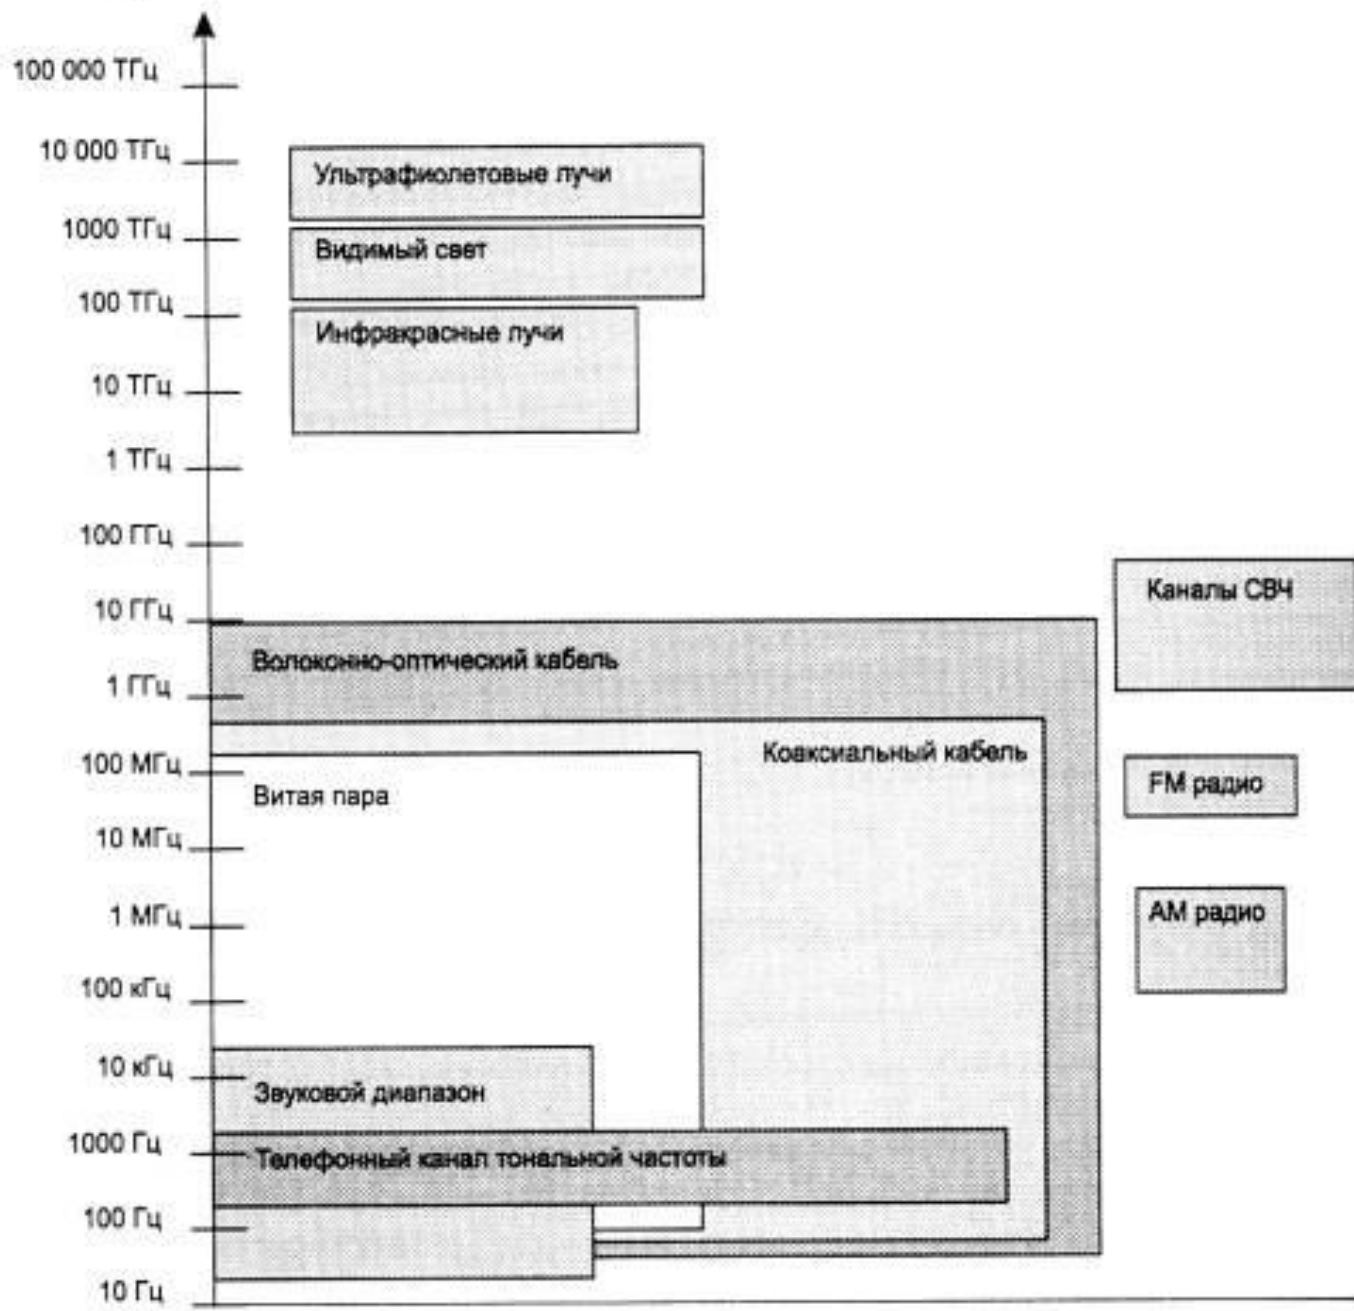 100 000 ТГц
10 000 ТГц
Ультрафиолетовые лучи
1000 ТГц
Видимый свет
100 ТГц
Инфракрасные лучи
10 ТГц
1 ТГц
100 ГГц
Каналы СВЧ
10 ГГц
Волоконно-оптический кабель
1 ГГц
Коаксиальный кабель
100 МГц
FM радио
Витая пара
10 МГц
1 МГц
АМ радио
100 кГц
10 кГц
Звуковой диапазон
1000 Гц
Телефонный канал тональной частоты
100 Гц
10 Гц